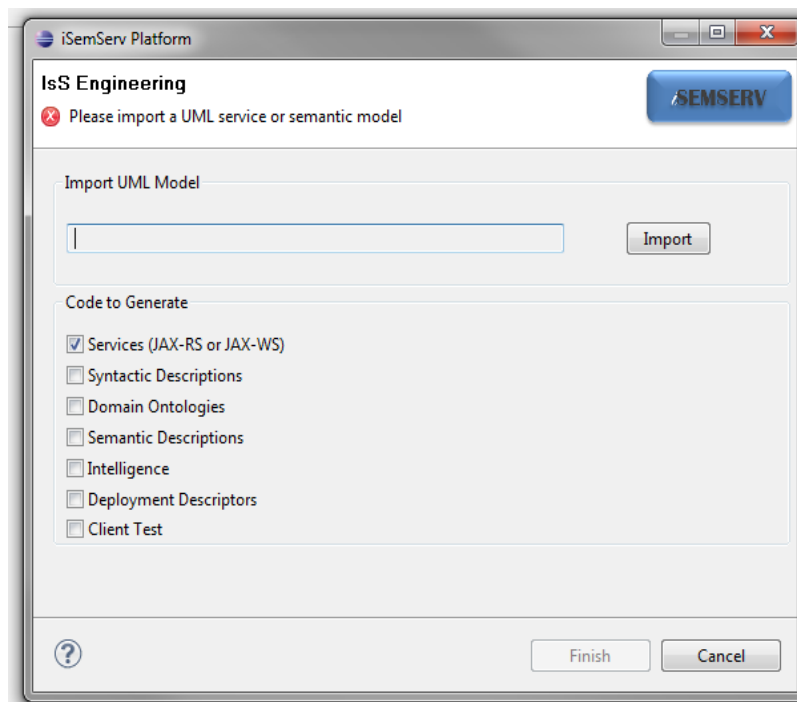 iSemServ Platform
IsS Engineering
Please import a UML service or semantic model
iSEMSERV
Import UML Model
Import
Code to Generate
Services (JAX-RS or JAX-WS)
Syntactic Descriptions
Domain Ontologies
Semantic Descriptions
Intelligence
Deployment Descriptors
Client Test
?
Finish
Cancel